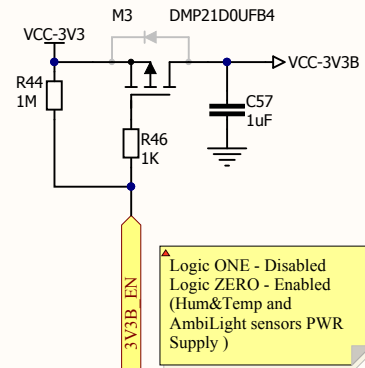 M3 DMP21D0UFB4
VCC-3V3
VCC-3V3B
R44
1M
C57
1uF
R46
1K
3V3B_EN
Logic ONE - Disabled
Logic ZERO - Enabled
(Hum&Temp and
AmbiLight sensors PWR
Supply )